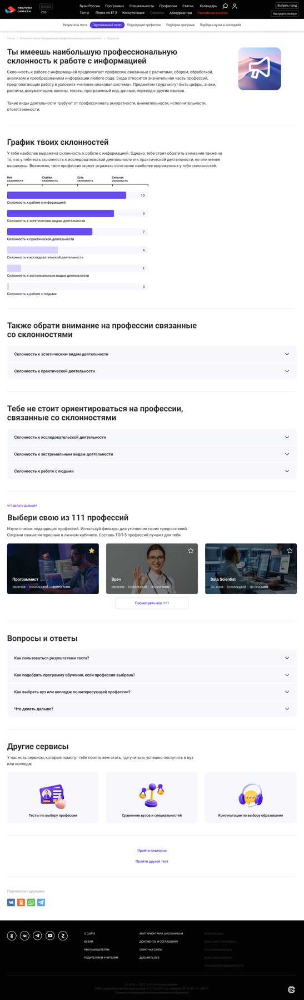 ПОСТУПИ
ОНЛАЙН
ВЫСШЕЕ
СПО
Вузы России Программы Специальности Профессии Статьи Календарь
Тесты Поиск по ЕГЭ Консультации Сервисы Абитуриентам Рекламная ссылка
Выбрать город
Настроить по вузу
Результаты теста Персональный отчет Подходящие профессии Подборки программ Подборки вузов и колледжей
Тесты Результат теста «Определение профессиональных склонностей» Результат
Ты имеешь наибольшую профессиональную
склонность к работе с информацией
Склонность к работе с информацией предполагает профессии, связанные с расчетами, сбором, обработкой,
анализом и преобразованием информации любого рода. Сюда относится значительная часть профессий,
предполагающих работу в условиях «человек-знаковая система». Предметом труда могут быть цифры, знаки,
расчеты, документация, законы, тексты, программный код, данные, перевод с других языков.
Такие виды деятельности требуют от профессионала аккуратности, внимательности, исполнительности,
ответственности.
График твоих склонностей
У тебя наиболее выражена склонность к работе с информацией. Однако, тебе стоит обратить внимание также на
то, что у тебя есть склонность к исследовательской деятельности и к практической деятельности, но они менее
выражены. Возможно, твоя профессия может отражать сочетание наиболее выраженных у тебя склонностей.
Нет склонности
Слабая склонность
Есть склонность
Сильная склонность
10
Склонность к работе с информацией
9
Склонность к эстетическим видам деятельности
7
Склонность к практической деятельности
4
Склонность к исследовательской деятельности
1
Склонность к экстремальным видам деятельности
0
Склонность к работе с людьми
Также обрати внимание на профессии связанные
со склонностями
Склонность к эстетическим видам деятельности
Склонность к практической деятельности
Тебе не стоит ориентироваться на профессии,
связанные со склонностями
Склонность к исследовательской деятельности
Склонность к экстремальным видам деятельности
Склонность к работе с людьми
ЧТО ДЕЛАТЬ ДАЛЬШЕ?
Выбери свою из 111 профессий
Изучи список подходящих профессий. Используй фильтры для уточнения своих предпочтений.
Сохрани самые интересные в личном кабинете. Составь ТОП-5 профессий лучших для тебя.
Программист
206 ВУЗОВ · 10 КОЛЛЕДЖЕЙ · 189 ПРОГРАММ
Врач
206 ВУЗОВ · 10 КОЛЛЕДЖЕЙ · 189 ПРОГРАММ
Data Scientist
206 ВУЗОВ · 10 КОЛЛЕДЖЕЙ · 189 ПРОГРАММ
Посмотреть все 111
Вопросы и ответы
Как пользоваться результатами теста?
Как подобрать программу обучения, если профессия выбрана?
Как выбрать вуз или колледж по интересующей профессии?
Что делать дальше?
Другие сервисы
У нас есть сервисы, которые помогут тебе понять кем стать, где учиться, успешно поступить в вуз
или колледж
Тесты по выбору профессии
Сравнение вузов и специальностей
Консультации по выбору образования
Пройти повторно
Пройти другой тест
Поделиться с друзьями
О САЙТЕ
ВУЗАМ
РЕКЛАМОДАТЕЛЯМ
РОДИТЕЛЯМ И УЧИТЕЛЯМ
АБИТУРИЕНТАМ И ШКОЛЬНИКАМ
ДОКУМЕНТЫ И СОГЛАШЕНИЯ
ОБРАТНАЯ СВЯЗЬ
ДОБАВИТЬ ВУЗ
Вузы Москвы
Вузы Санкт-Петербурга
Вузы Екатеринбурга
Вузы Новосибирска
Калькулятор предметов ЕГЭ
© 2016 – 2017 ООО «Поступи онлайн»
СМИ: свидетельство Роскомнадзора от 01.03.2017 за номером ЭЛ № ФС 77 - 68911
Правила цитирования и использования изображений
12+